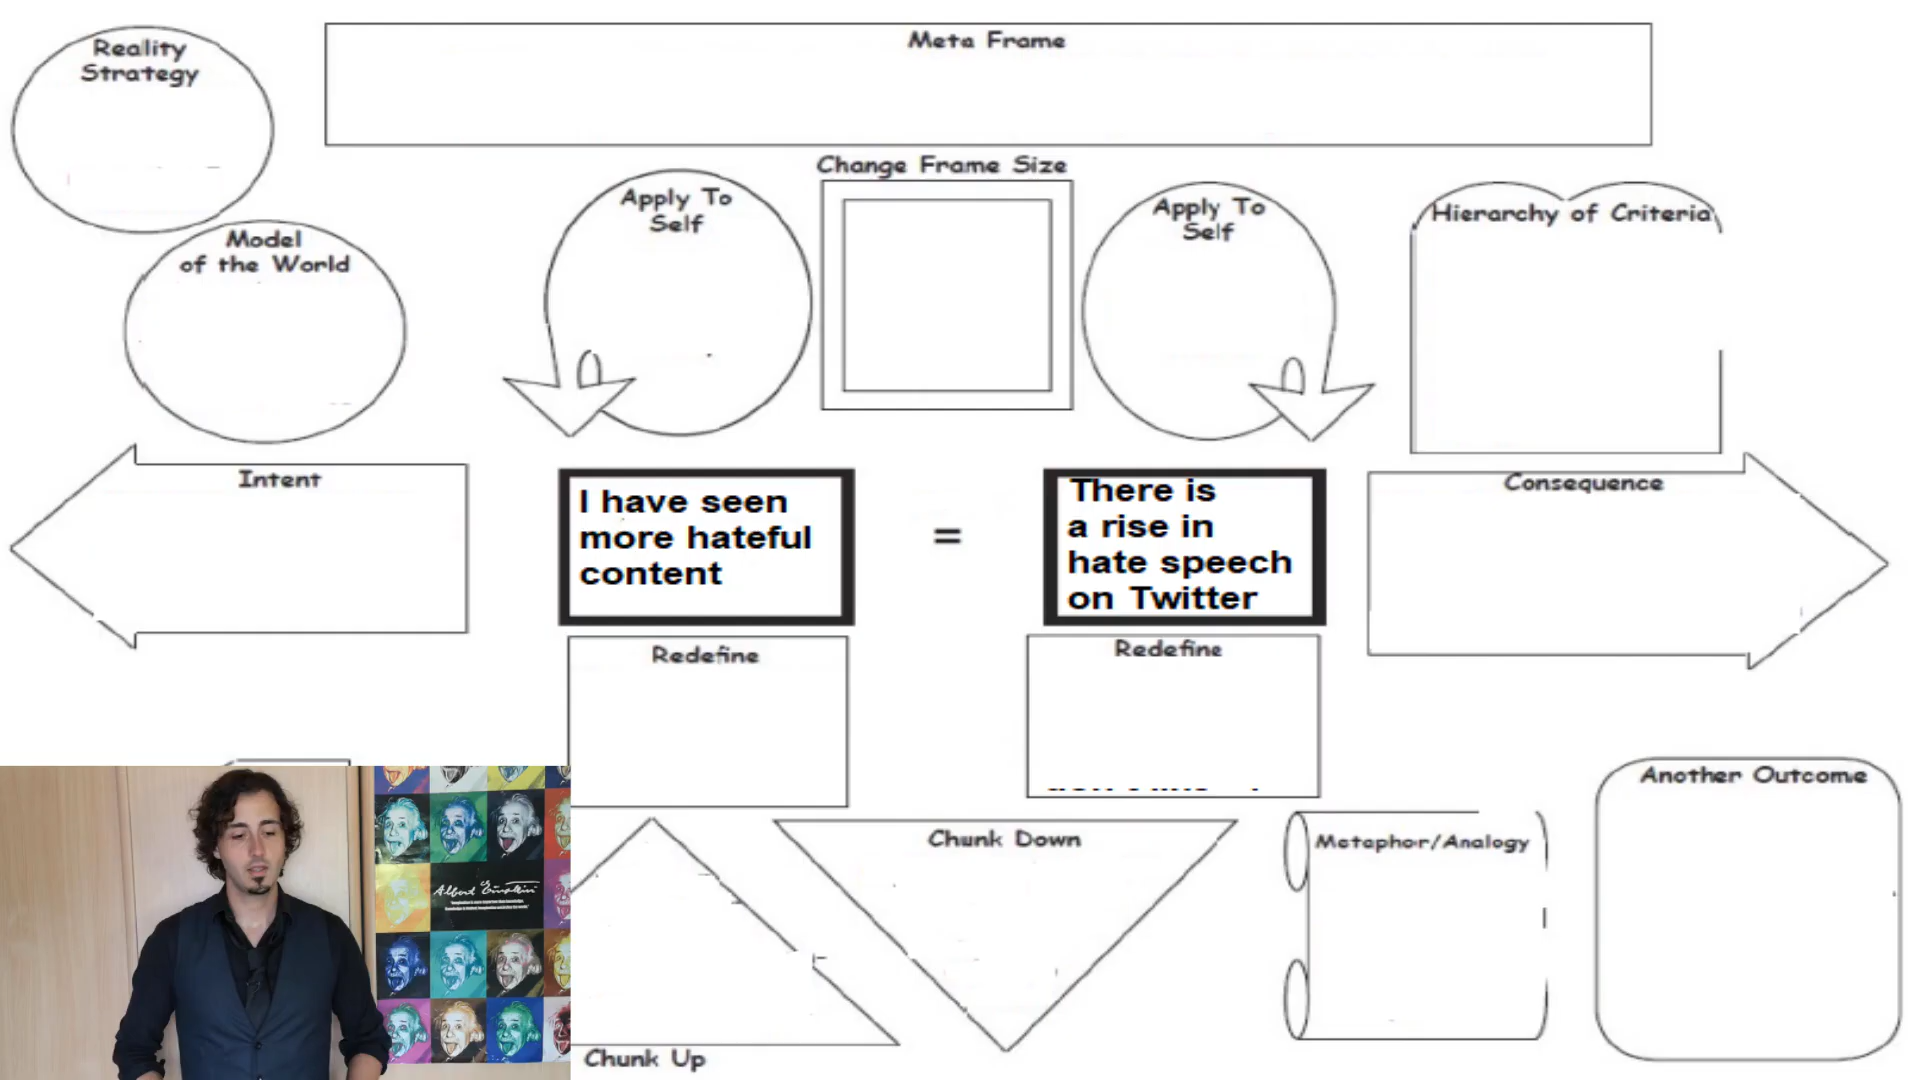 Reality
Strategy
Meta Frame
Change Frame Size
Apply To
Self
Apply To
Self
Hierarchy of Criteria
Model
of the World
Intent
I have seen
more hateful
content
=
There is
a rise in
hate speech
on Twitter
Consequence
Redefine
Redefine
Another Outcome
Chunk Down
Metaphor/Analogy
Albert Einstein
Chunk Up